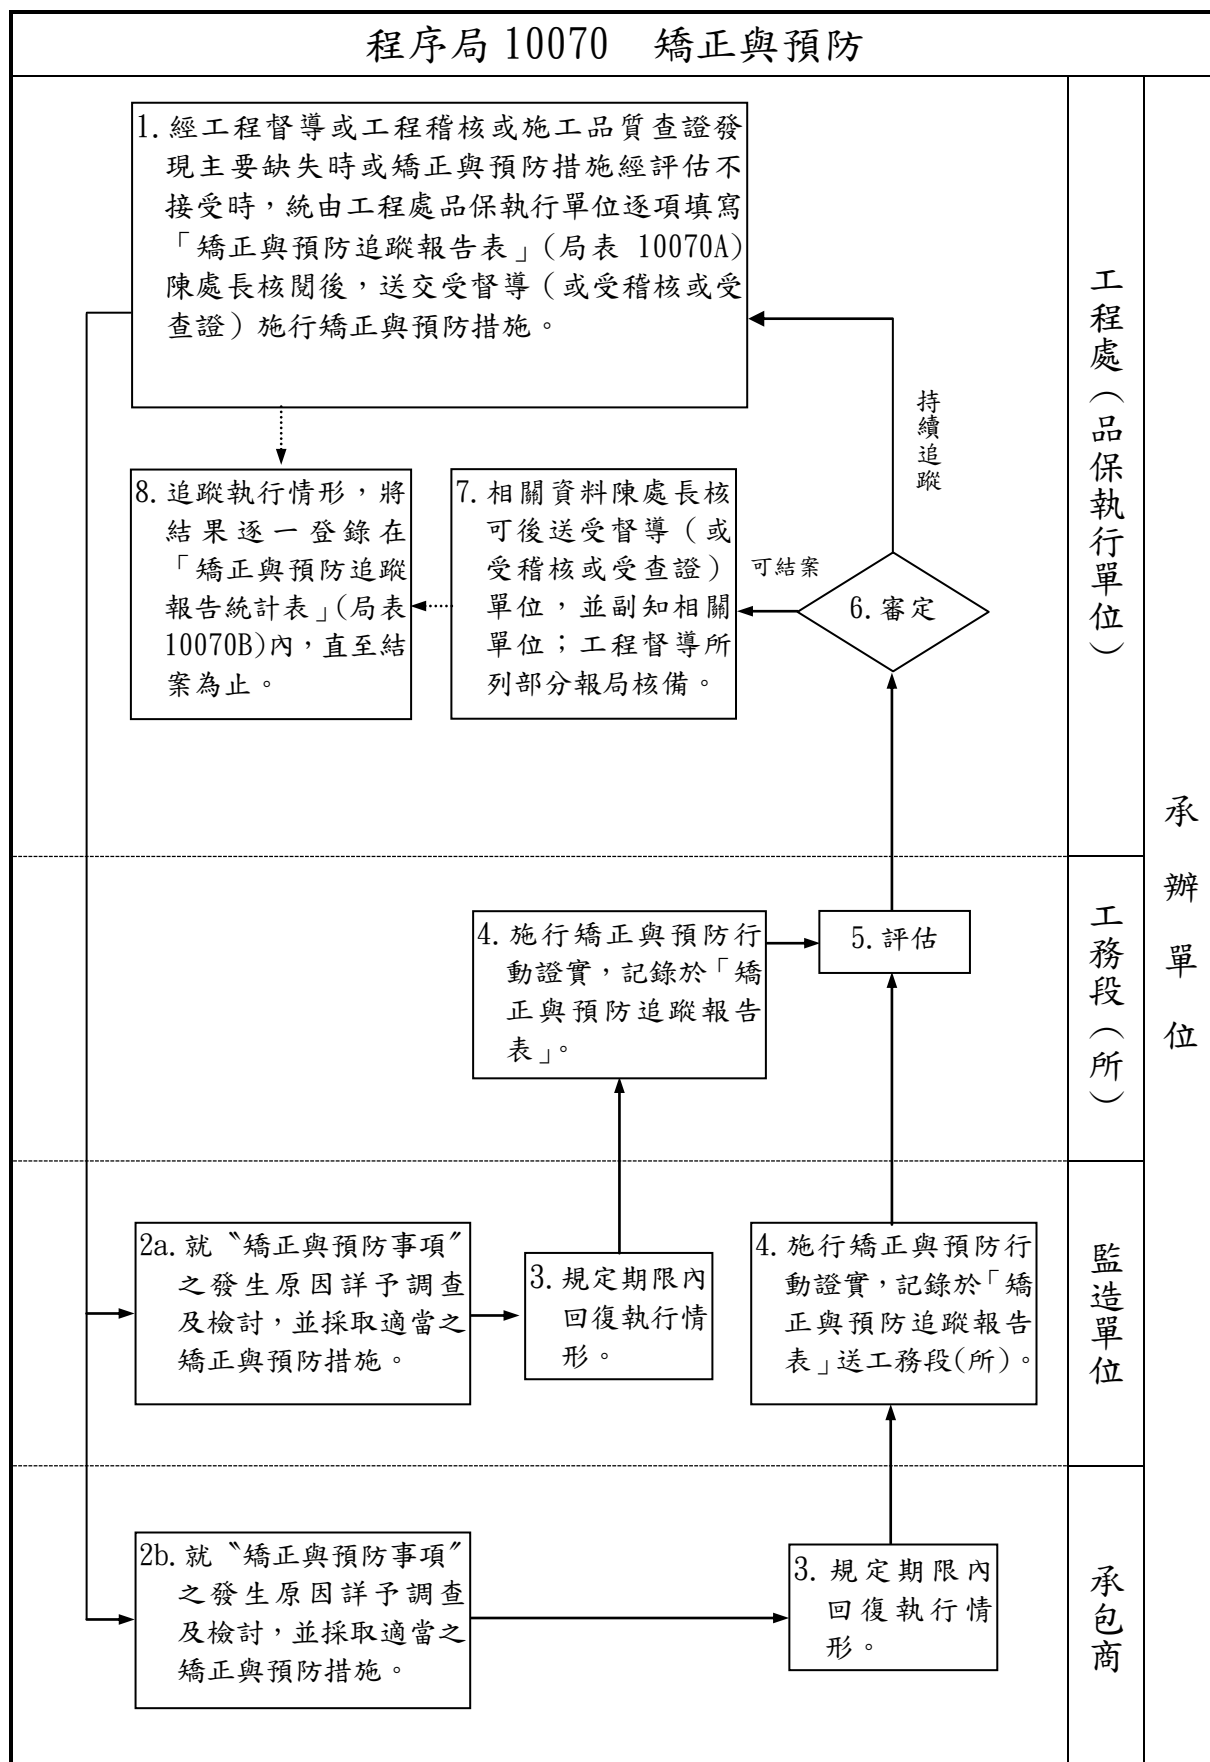 程序局 10070　矯正與預防
1. 經工程督導或工程稽核或施工品質查證發
現主要缺失時或矯正與預防措施經評估不
接受時，統由工程處品保執行單位逐項填寫
「矯正與預防追蹤報告表」(局表 10070A)
陳處長核閱後，送交受督導（或受稽核或受
查證）施行矯正與預防措施。
持續追蹤
8. 追蹤執行情形，將
結果逐一登錄在
「矯正與預防追蹤
報告統計表」(局表
10070B)內，直至結
案為止。
7. 相關資料陳處長核
可後送受督導（或
受稽核或受查證）
單位，並副知相關
單位；工程督導所
列部分報局核備。
可結案
6. 審定
工程處（品保執行單位）
4. 施行矯正與預防行
動證實，記錄於「矯
正與預防追蹤報告
表」。
5. 評估
工務段（所）
承辦單位
2a. 就〝矯正與預防事項〞
之發生原因詳予調查
及檢討，並採取適當之
矯正與預防措施。
3. 規定期限內
回復執行情
形。
4. 施行矯正與預防行
動證實，記錄於「矯
正與預防追蹤報告
表」送工務段(所)。
監造單位
2b. 就〝矯正與預防事項〞
之發生原因詳予調查
及檢討，並採取適當之
矯正與預防措施。
3. 規定期限內
回復執行情
形。
承包商